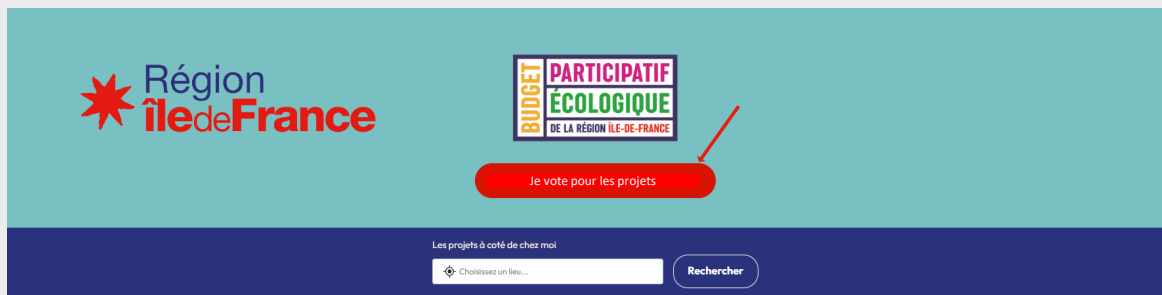 Région
îledeFrance
BUDGET
PARTICIPATIF
ÉCOLOGIQUE
DE LA RÉGION ÎLE-DE-FRANCE
Je vote pour les projets
Les projets à coté de chez moi
Choisissez un lieu...
Rechercher